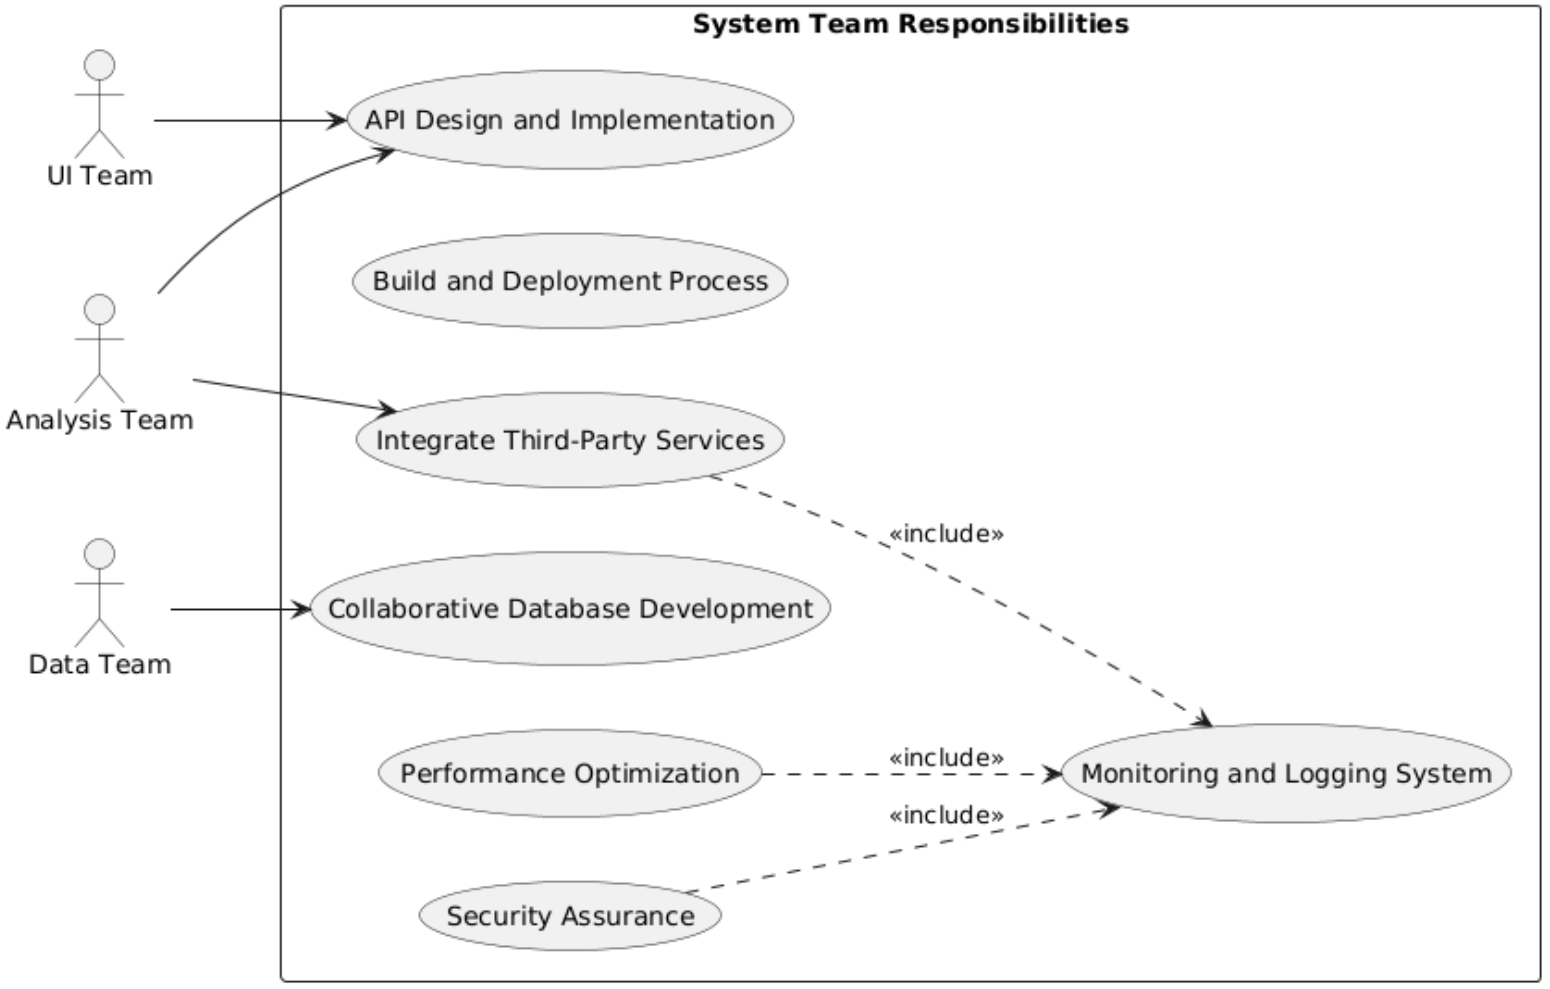 System Team Responsibilities
UI Team
API Design and Implementation
Build and Deployment Process
Analysis Team
Integrate Third-Party Services
«include»
Data Team
Collaborative Database Development
Performance Optimization
«include»
Monitoring and Logging System
«include»
Security Assurance